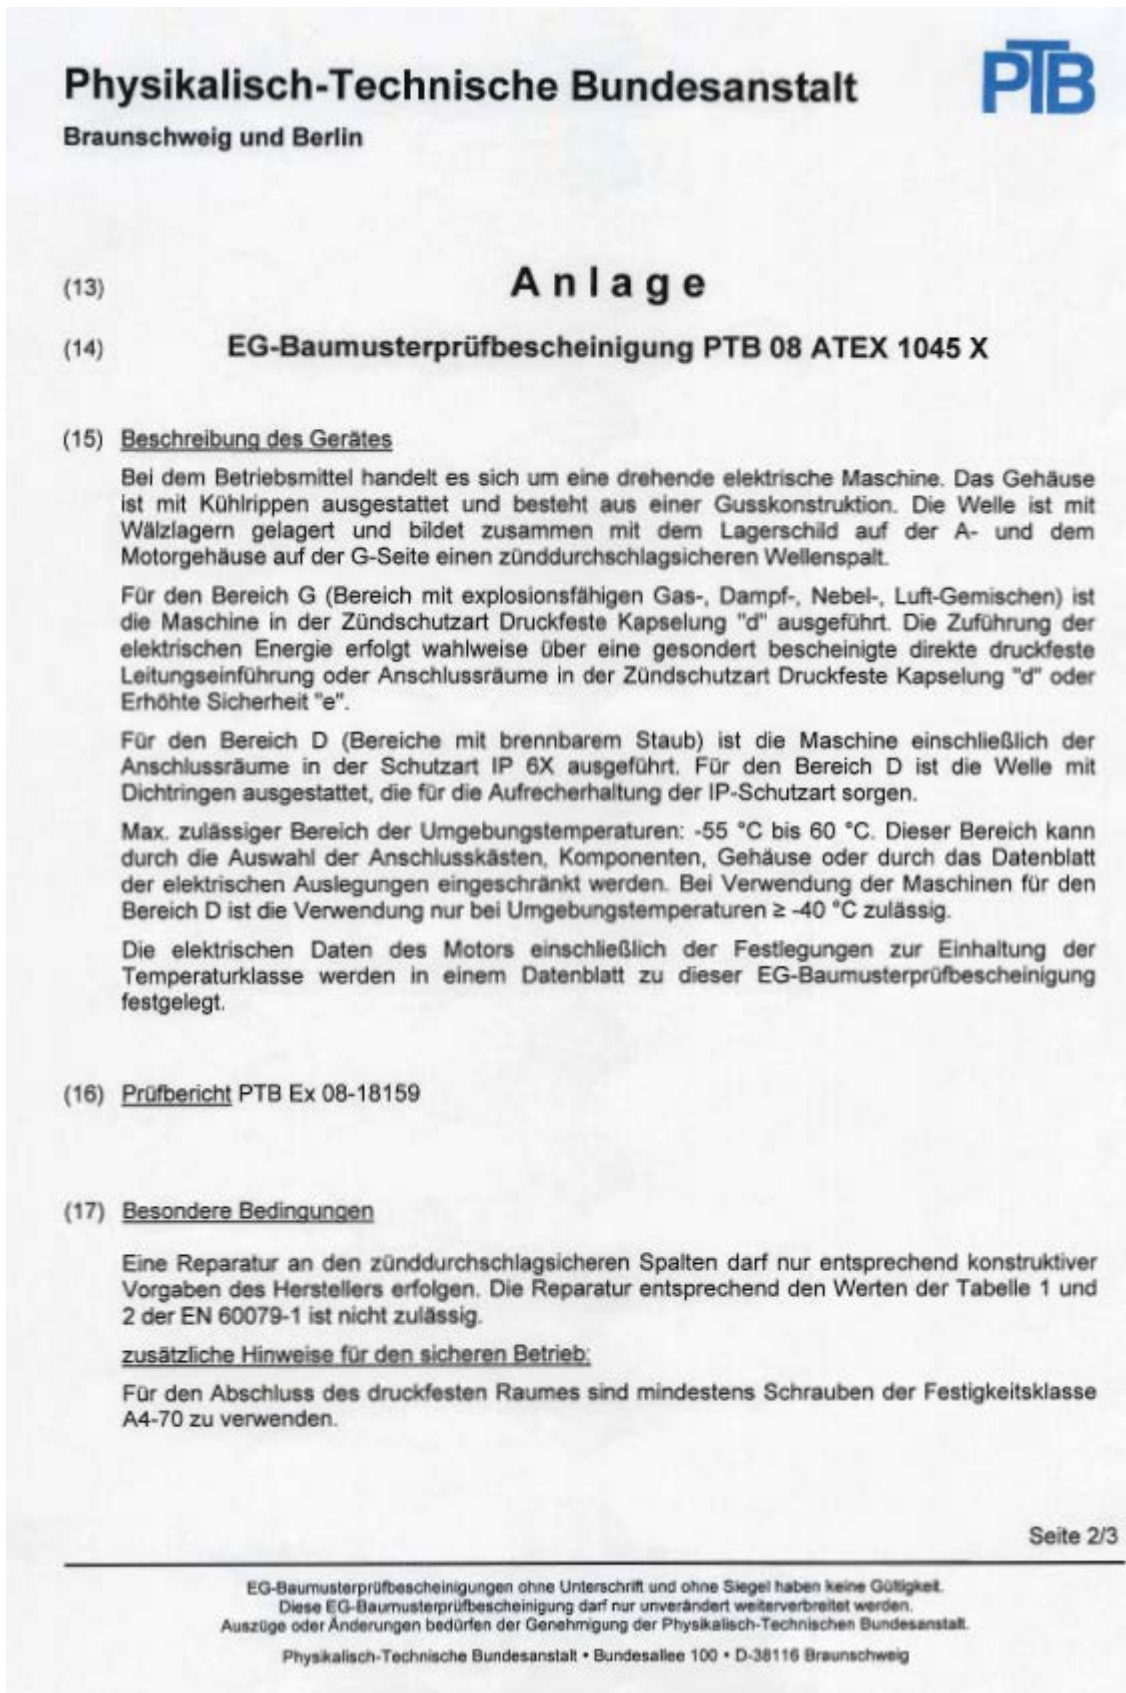 Physikalisch-Technische Bundesanstalt
PTB
Braunschweig und Berlin
(13) Anlage
(14) EG-Baumusterprüfbescheinigung PTB 08 ATEX 1045 X
(15) Beschreibung des Gerätes
Bei dem Betriebsmittel handelt es sich um eine drehende elektrische Maschine. Das Gehäuse
ist mit Kühlrippen ausgestattet und besteht aus einer Gusskonstruktion. Die Welle ist mit
Wälzlagern gelagert und bildet zusammen mit dem Lagerschild auf der A- und dem
Motorgehäuse auf der G-Seite einen zünddurchschlagsicheren Wellenspalt.
Für den Bereich G (Bereich mit explosionsfähigen Gas-, Dampf-, Nebel-, Luft-Gemischen) ist
die Maschine in der Zündschutzart Druckfeste Kapselung "d" ausgeführt. Die Zuführung der
elektrischen Energie erfolgt wahlweise über eine gesondert bescheinigte direkte druckfeste
Leitungseinführung oder Anschlussräume in der Zündschutzart Druckfeste Kapselung "d" oder
Erhöhte Sicherheit "e".
Für den Bereich D (Bereiche mit brennbarem Staub) ist die Maschine einschließlich der
Anschlussräume in der Schutzart IP 6X ausgeführt. Für den Bereich D ist die Welle mit
Dichtringen ausgestattet, die für die Aufrecherhaltung der IP-Schutzart sorgen.
Max. zulässiger Bereich der Umgebungstemperaturen: -55 °C bis 60 °C. Dieser Bereich kann
durch die Auswahl der Anschlusskästen, Komponenten, Gehäuse oder durch das Datenblatt
der elektrischen Auslegungen eingeschränkt werden. Bei Verwendung der Maschinen für den
Bereich D ist die Verwendung nur bei Umgebungstemperaturen ≥ -40 °C zulässig.
Die elektrischen Daten des Motors einschließlich der Festlegungen zur Einhaltung der
Temperaturklasse werden in einem Datenblatt zu dieser EG-Baumusterprüfbescheinigung
festgelegt.
(16) Prüfbericht PTB Ex 08-18159
(17) Besondere Bedingungen
Eine Reparatur an den zünddurchschlagsicheren Spalten darf nur entsprechend konstruktiver
Vorgaben des Herstellers erfolgen. Die Reparatur entsprechend den Werten der Tabelle 1 und
2 der EN 60079-1 ist nicht zulässig.
zusätzliche Hinweise für den sicheren Betrieb:
Für den Abschluss des druckfesten Raumes sind mindestens Schrauben der Festigkeitsklasse
A4-70 zu verwenden.
Seite 2/3
EG-Baumusterprüfbescheinigungen ohne Unterschrift und ohne Siegel haben keine Gültigkeit.
Diese EG-Baumusterprüfbescheinigung darf nur unverändert weiterverbreitet werden.
Auszüge oder Änderungen bedürfen der Genehmigung der Physikalisch-Technischen Bundesanstalt.
Physikalisch-Technische Bundesanstalt • Bundesallee 100 • D-38116 Braunschweig